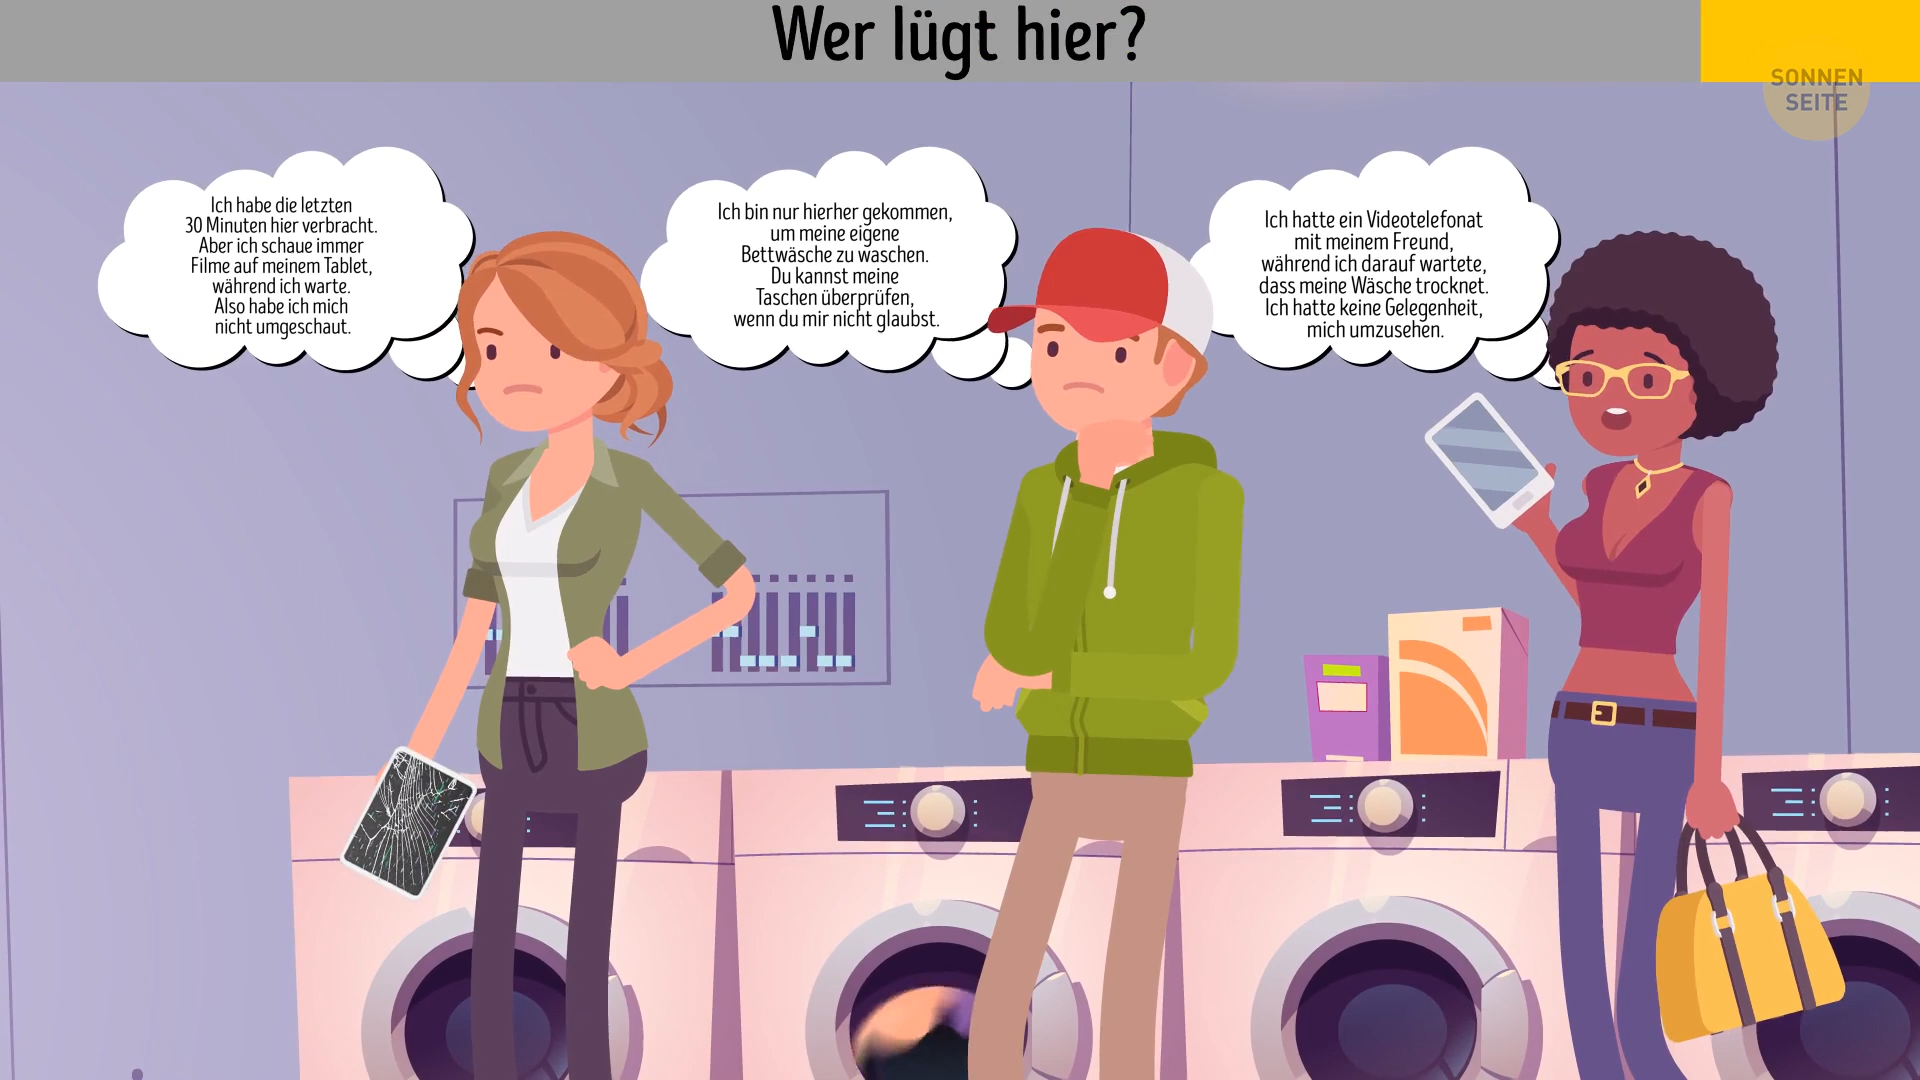 Wer lügt hier?
SONNEN
SEITE
Ich habe die letzten
30 Minuten hier verbracht.
Aber ich schaue immer
Filme auf meinem Tablet,
während ich warte.
Also habe ich mich
nicht umgeschaut.
Ich bin nur hierher gekommen,
um meine eigene
Bettwäsche zu waschen.
Du kannst meine
Taschen überprüfen,
wenn du mir nicht glaubst.
Ich hatte ein Videotelefonat
mit meinem Freund,
während ich darauf wartete,
dass meine Wäsche trocknet.
Ich hatte keine Gelegenheit,
mich umzusehen.